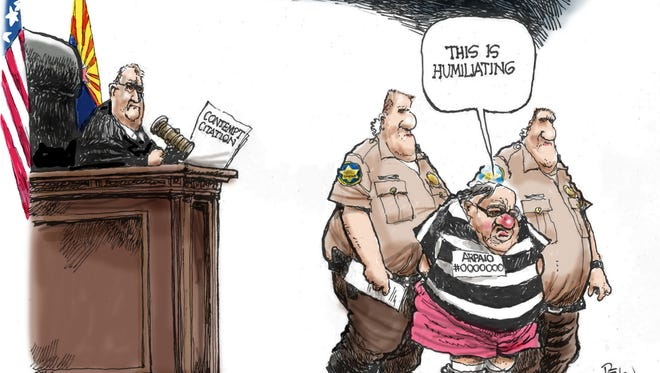 THIS IS
HUMILIATING
CONTEMPT
CITATION
ARPAIO
#0000000